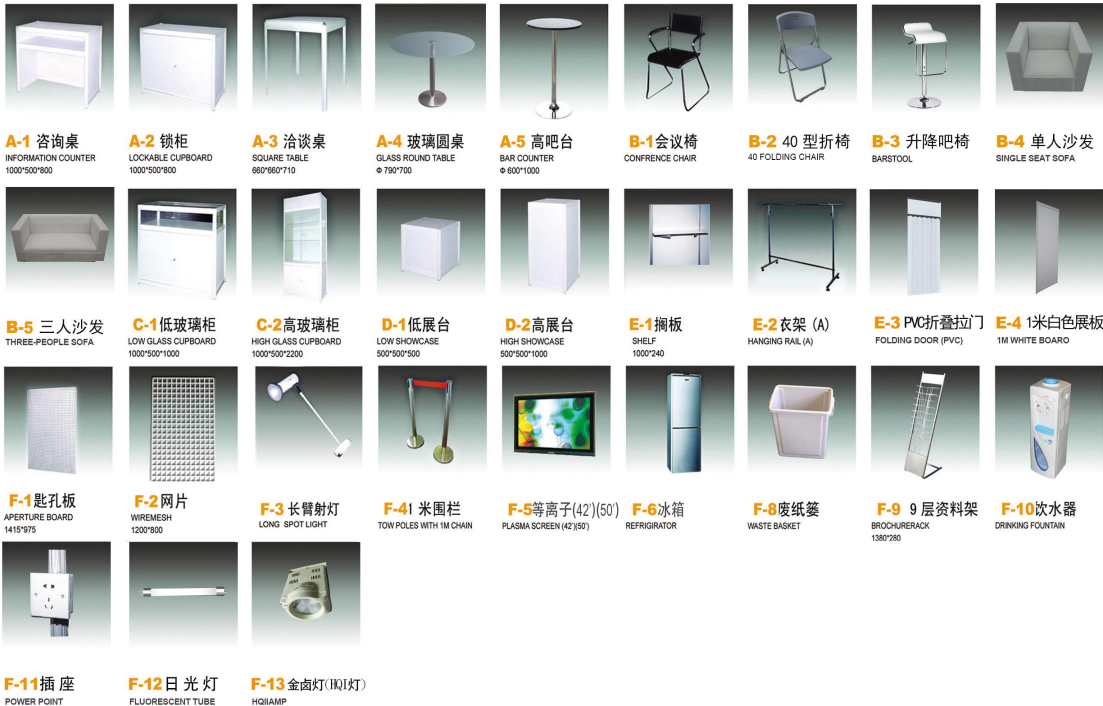 A-1 咨询桌
INFORMATION COUNTER
1000*500*800
A-2 锁柜
LOCKABLE CUPBOARD
1000*500*800
A-3 洽谈桌
SQUARE TABLE
660*660*710
A-4 玻璃圆桌
GLASS ROUND TABLE
Φ 790*700
A-5 高吧台
BAR COUNTER
Φ 600*1000
B-1会议椅
CONFRENCE CHAIR
B-2 40 型折椅
40 FOLDING CHAIR
B-3 升降吧椅
BARSTOOL
B-4 单人沙发
SINGLE SEAT SOFA
B-5 三人沙发
THREE-PEOPLE SOFA
C-1低玻璃柜
LOW GLASS CUPBOARD
1000*500*1000
C-2高玻璃柜
HIGH GLASS CUPBOARD
1000*500*2200
D-1低展台
LOW SHOWCASE
500*500*500
D-2高展台
HIGH SHOWCASE
500*500*1000
E-1搁板
SHELF
1000*240
E-2衣架 (A)
HANGING RAIL (A)
E-3 PVC折叠拉门
FOLDING DOOR (PVC)
E-4 1米白色展板
1M WHITE BOARO
F-1匙孔板
APERTURE BOARD
1415*975
F-2网片
WIREMESH
1200*800
F-3 长臂射灯
LONG SPOT LIGHT
F-41 米围栏
TOW POLES WITH 1M CHAIN
F-5等离子(42')(50')
PLASMA SCREEN (42')(50')
F-6冰箱
REFRIGIRATOR
F-8废纸篓
WASTE BASKET
F-9 9 层资料架
BROCHURERACK
1380*280
F-10饮水器
DRINKING FOUNTAIN
F-11插 座
POWER POINT
F-12日 光 灯
FLUORESCENT TUBE
F-13 金卤灯(HQI灯)
HQIIAMP